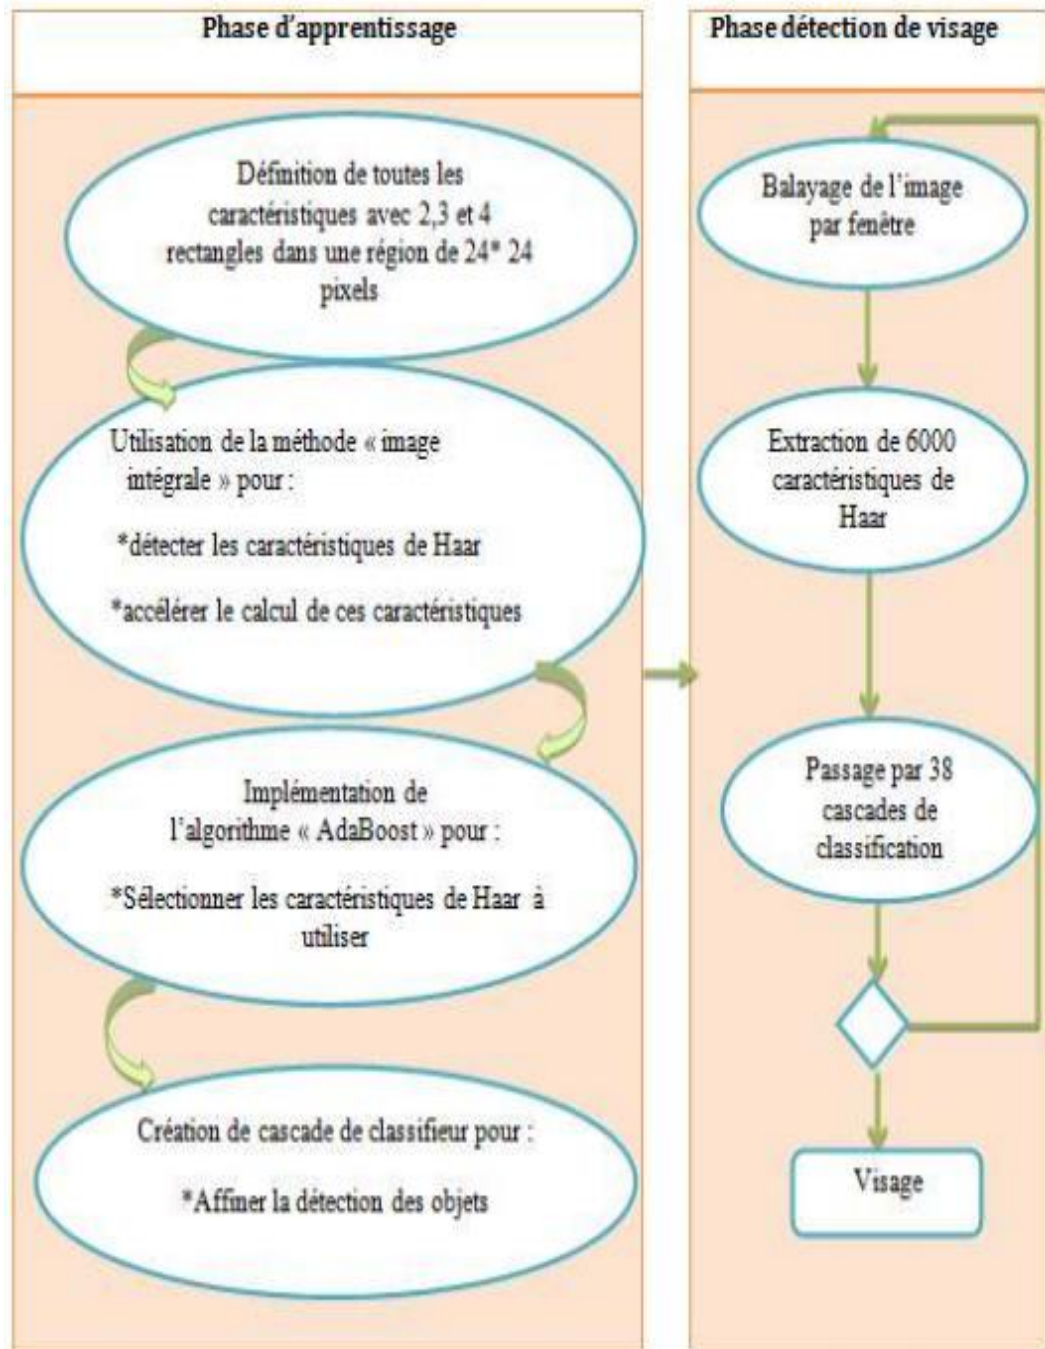 Phase d'apprentissage
Définition de toutes les
caractéristiques avec 2,3 et 4
rectangles dans une région de 24* 24
pixels
Utilisation de la méthode « image
intégrale » pour :
*détecter les caractéristiques de Haar
*accélérer le calcul de ces caractéristiques
Implémentation de
l'algorithme « AdaBoost » pour :
*Sélectionner les caractéristiques de Haar à
utiliser
Création de cascade de classifieur pour :
*Affiner la détection des objets
Phase détection de visage
Balayage de l'image
par fenêtre
Extraction de 6000
caractéristiques de
Haar
Passage par 38
cascades de
classification
Visage